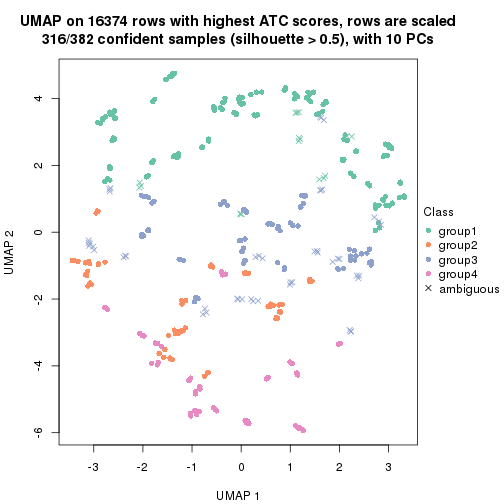 UMAP on 16374 rows with highest ATC scores, rows are scaled
316/382 confident samples (silhouette > 0.5), with 10 PCs
4
2
0
-2
-4
-6
UMAP 2
-3 -2 -1 0 1 2 3
UMAP 1
Class
group1
group2
group3
group4
ambiguous